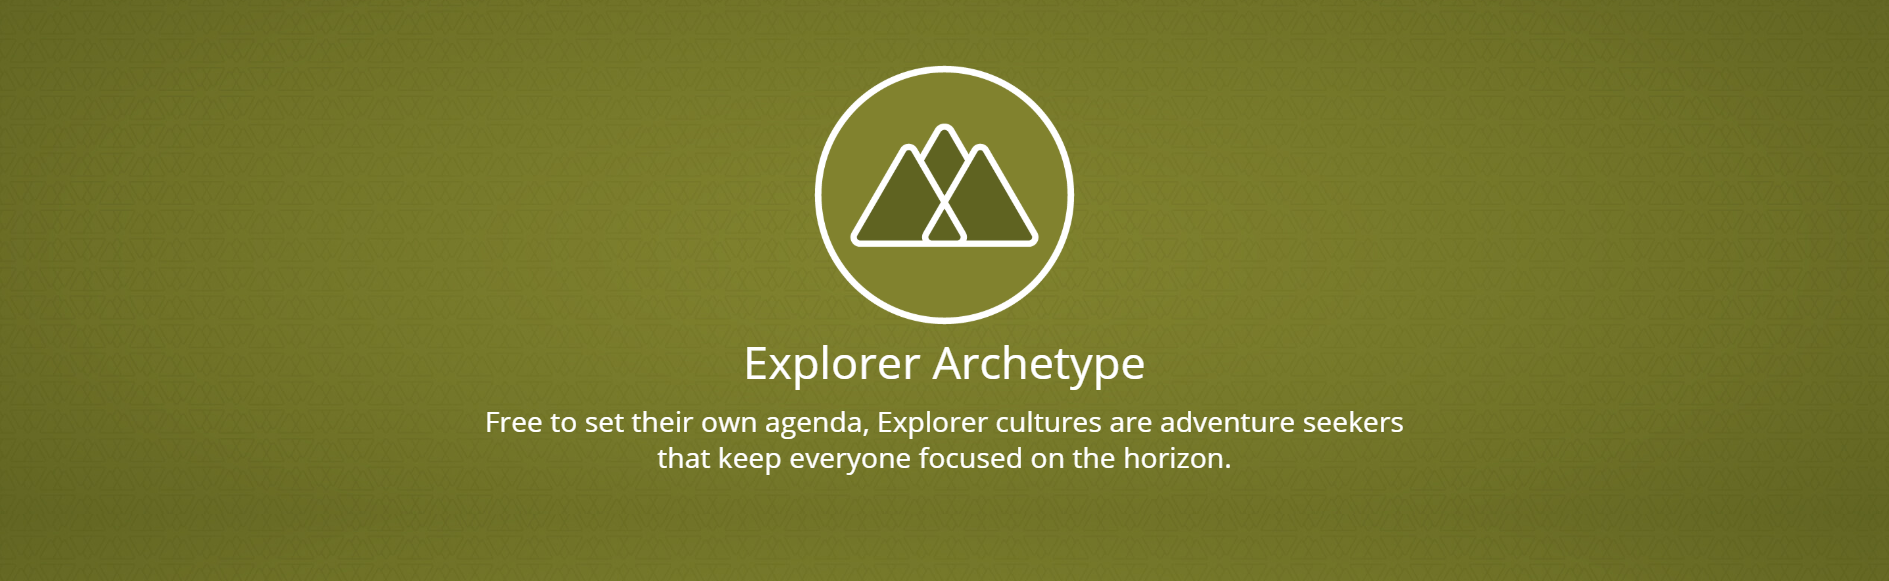 Explorer Archetype
Free to set their own agenda, Explorer cultures are adventure seekers
that keep everyone focused on the horizon.